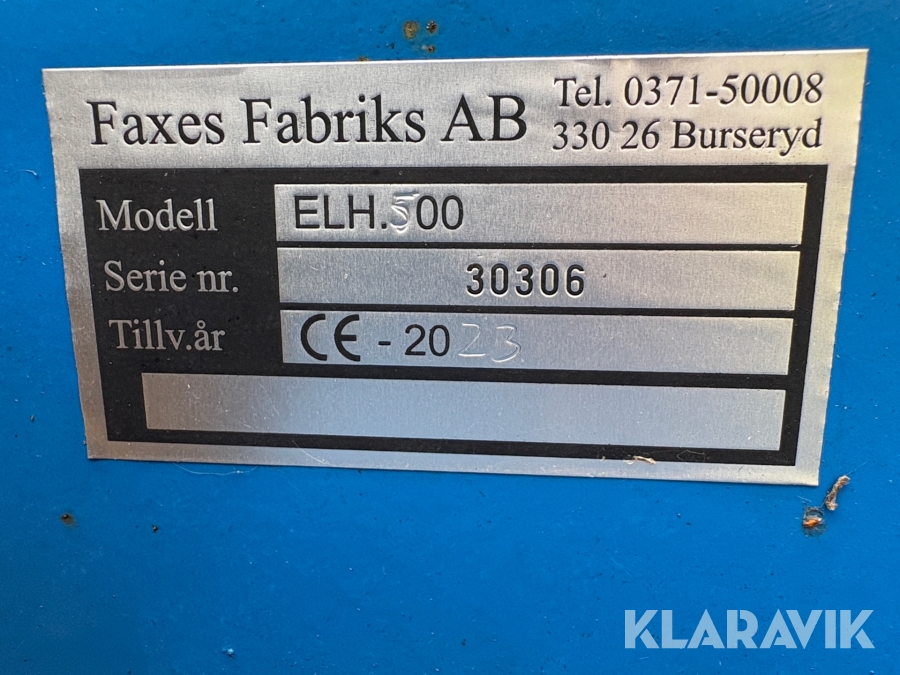 Faxes Fabriks AB
Tel. 0371-50008
330 26 Burseryd
Modell ELH.500
Serie nr. 30306
Tillv.år CE - 2023
KLARAVIK